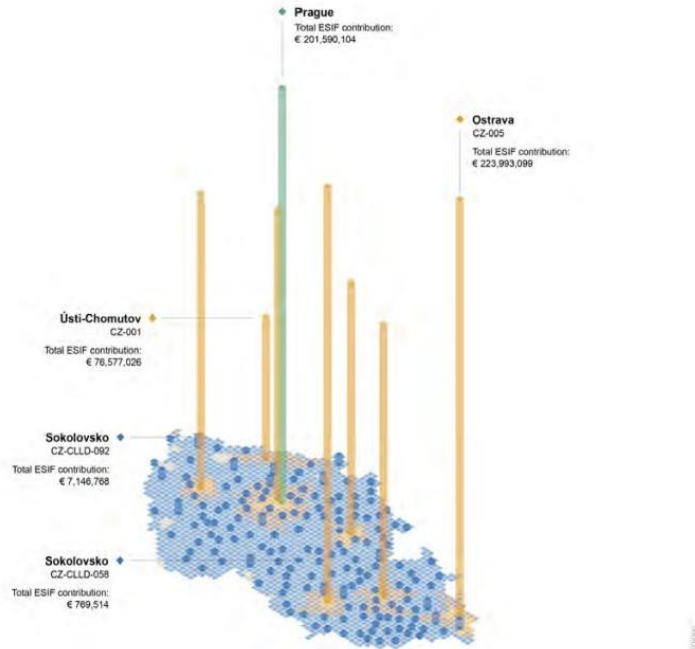 Prague
Total ESIF contribution:
€ 201,590,104
Ostrava
CZ-005
Total ESIF contribution:
€ 223,993,099
Ústí-Chomutov
CZ-001
Total ESIF contribution:
€ 76,577,026
Sokolovsko
CZ-CLLD-092
Total ESIF contribution:
€ 7,146,768
Sokolovsko
CZ-CLLD-058
Total ESIF contribution:
€ 769,514